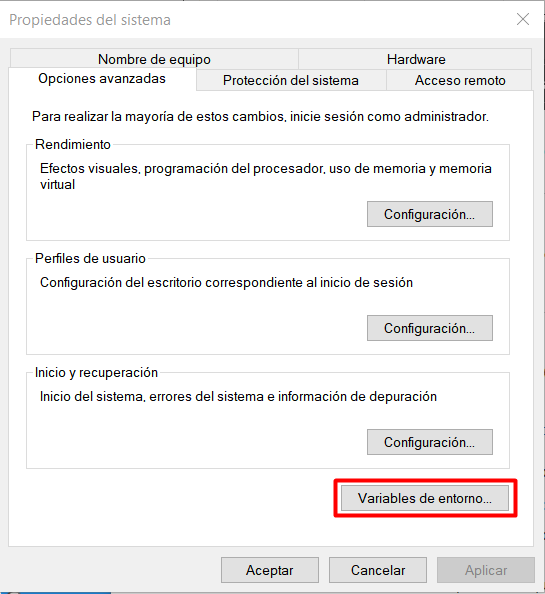 Propiedades del sistema
Nombre de equipo
Hardware
Opciones avanzadas
Protección del sistema
Acceso remoto
Para realizar la mayoría de estos cambios, inicie sesión como administrador.
Rendimiento
Efectos visuales, programación del procesador, uso de memoria y memoria
virtual
Configuración...
Perfiles de usuario
Configuración del escritorio correspondiente al inicio de sesión
Configuración...
Inicio y recuperación
Inicio del sistema, errores del sistema e información de depuración
Configuración...
Variables de entorno...
Aceptar
Cancelar
Aplicar